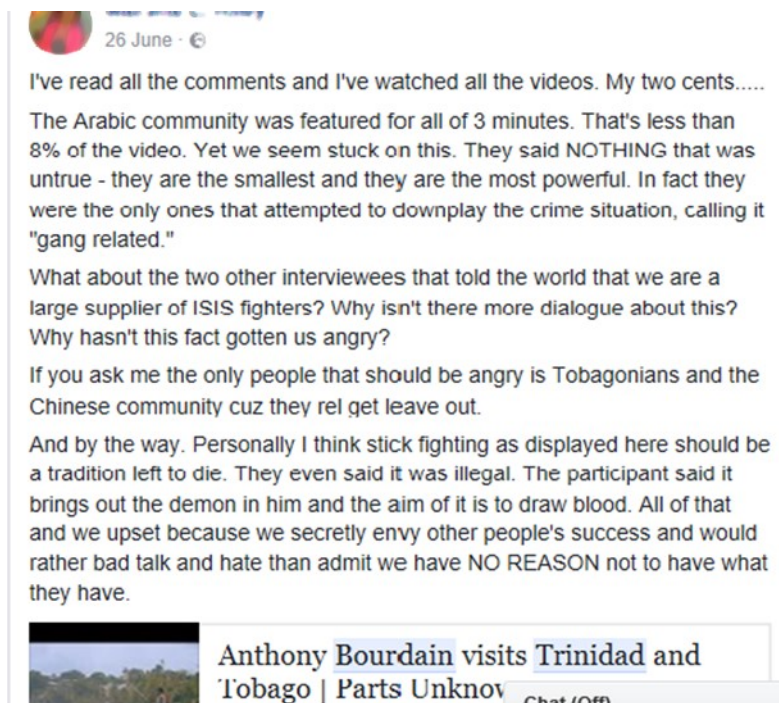 26 June ·
I've read all the comments and I've watched all the videos. My two cents.....
The Arabic community was featured for all of 3 minutes. That's less than
8% of the video. Yet we seem stuck on this. They said NOTHING that was
untrue - they are the smallest and they are the most powerful. In fact they
were the only ones that attempted to downplay the crime situation, calling it
"gang related."
What about the two other interviewees that told the world that we are a
large supplier of ISIS fighters? Why isn't there more dialogue about this?
Why hasn't this fact gotten us angry?
If you ask me the only people that should be angry is Tobagonians and the
Chinese community cuz they rel get leave out.
And by the way. Personally I think stick fighting as displayed here should be
a tradition left to die. They even said it was illegal. The participant said it
brings out the demon in him and the aim of it is to draw blood. All of that
and we upset because we secretly envy other people's success and would
rather bad talk and hate than admit we have NO REASON not to have what
they have.
Anthony Bourdain visits Trinidad and
Tobago | Parts Unknow
Chat (Off)